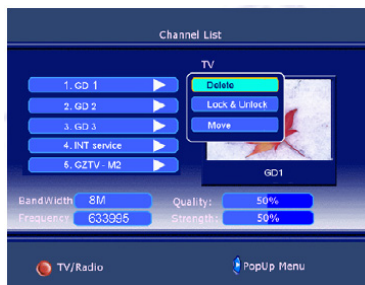 Channel List
TV
1. GD 1
2. GD 2
3. GD 3
4. INT service
5. GZTV - M2
Delete
Lock & Unlock
Move
GD1
BandWidth 8M
Quality: 50%
Frequency 633995
Strength: 50%
TV/Radio
PopUp Menu